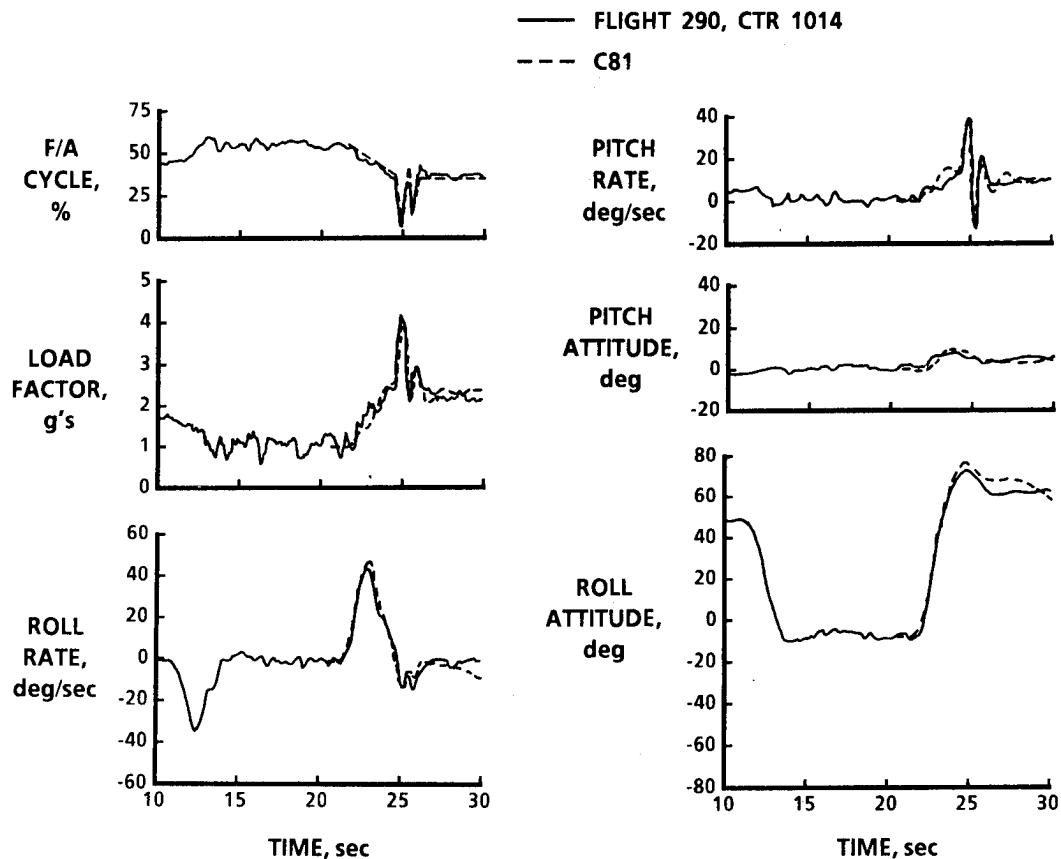 FLIGHT 290, CTR 1014
C81
F/A
CYCLE,
%
75
50
25
0
LOAD
FACTOR,
g's
5
4
3
2
1
0
ROLL
RATE,
deg/sec
60
40
20
0
-20
-40
-60
10
15
20
25
30
TIME, sec
PITCH
RATE,
deg/sec
40
20
0
-20
PITCH
ATTITUDE,
deg
40
20
0
-20
ROLL
ATTITUDE,
deg
80
60
40
20
0
-20
-40
-60
-80
10
15
20
25
30
TIME, sec